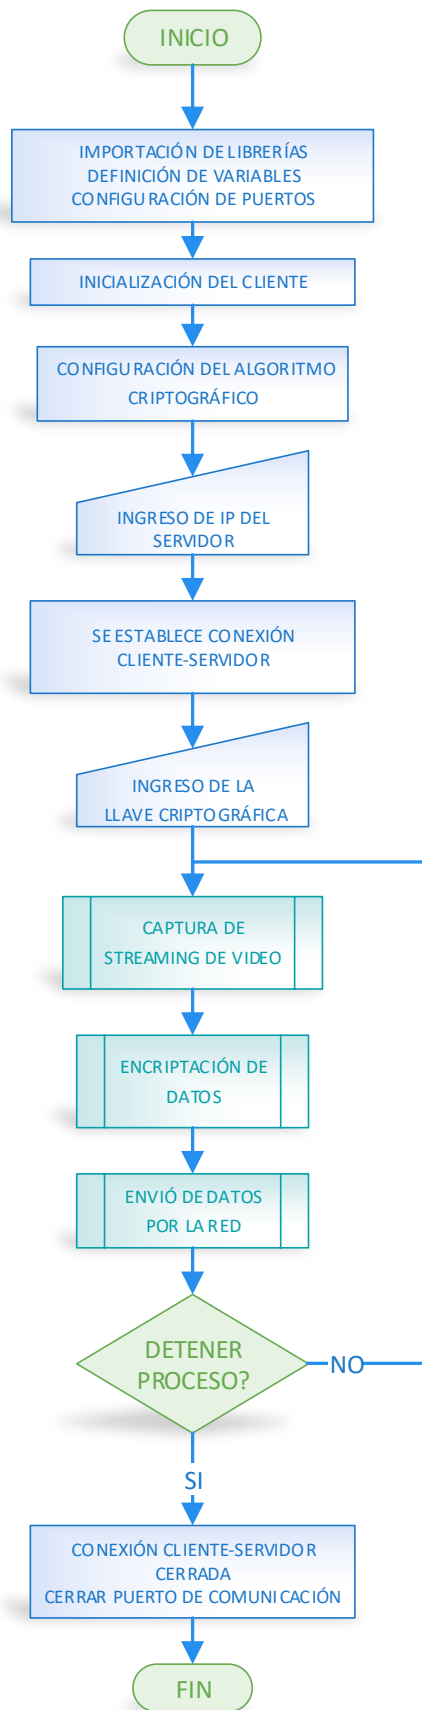 INICIO
IMPORTACIÓN DE LIBRERÍAS
DEFINICIÓN DE VARIABLES
CONFIGURACIÓN DE PUERTOS
INICIALIZACIÓN DEL CLIENTE
CONFIGURACIÓN DEL ALGORITMO
CRIPTOGRÁFICO
INGRESO DE IP DEL
SERVIDOR
SE ESTABLECE CONEXIÓN
CLIENTE-SERVIDOR
INGRESO DE LA
LLAVE CRIPTOGRÁFICA
CAPTURA DE
STREAMING DE VIDEO
ENCRIPTACIÓN DE
DATOS
ENVIÓ DE DATOS
POR LA RED
DETENER
PROCESO?
NO
SI
CONEXIÓN CLIENTE-SERVIDOR
CERRADA
CERRAR PUERTO DE COMUNICACIÓN
FIN